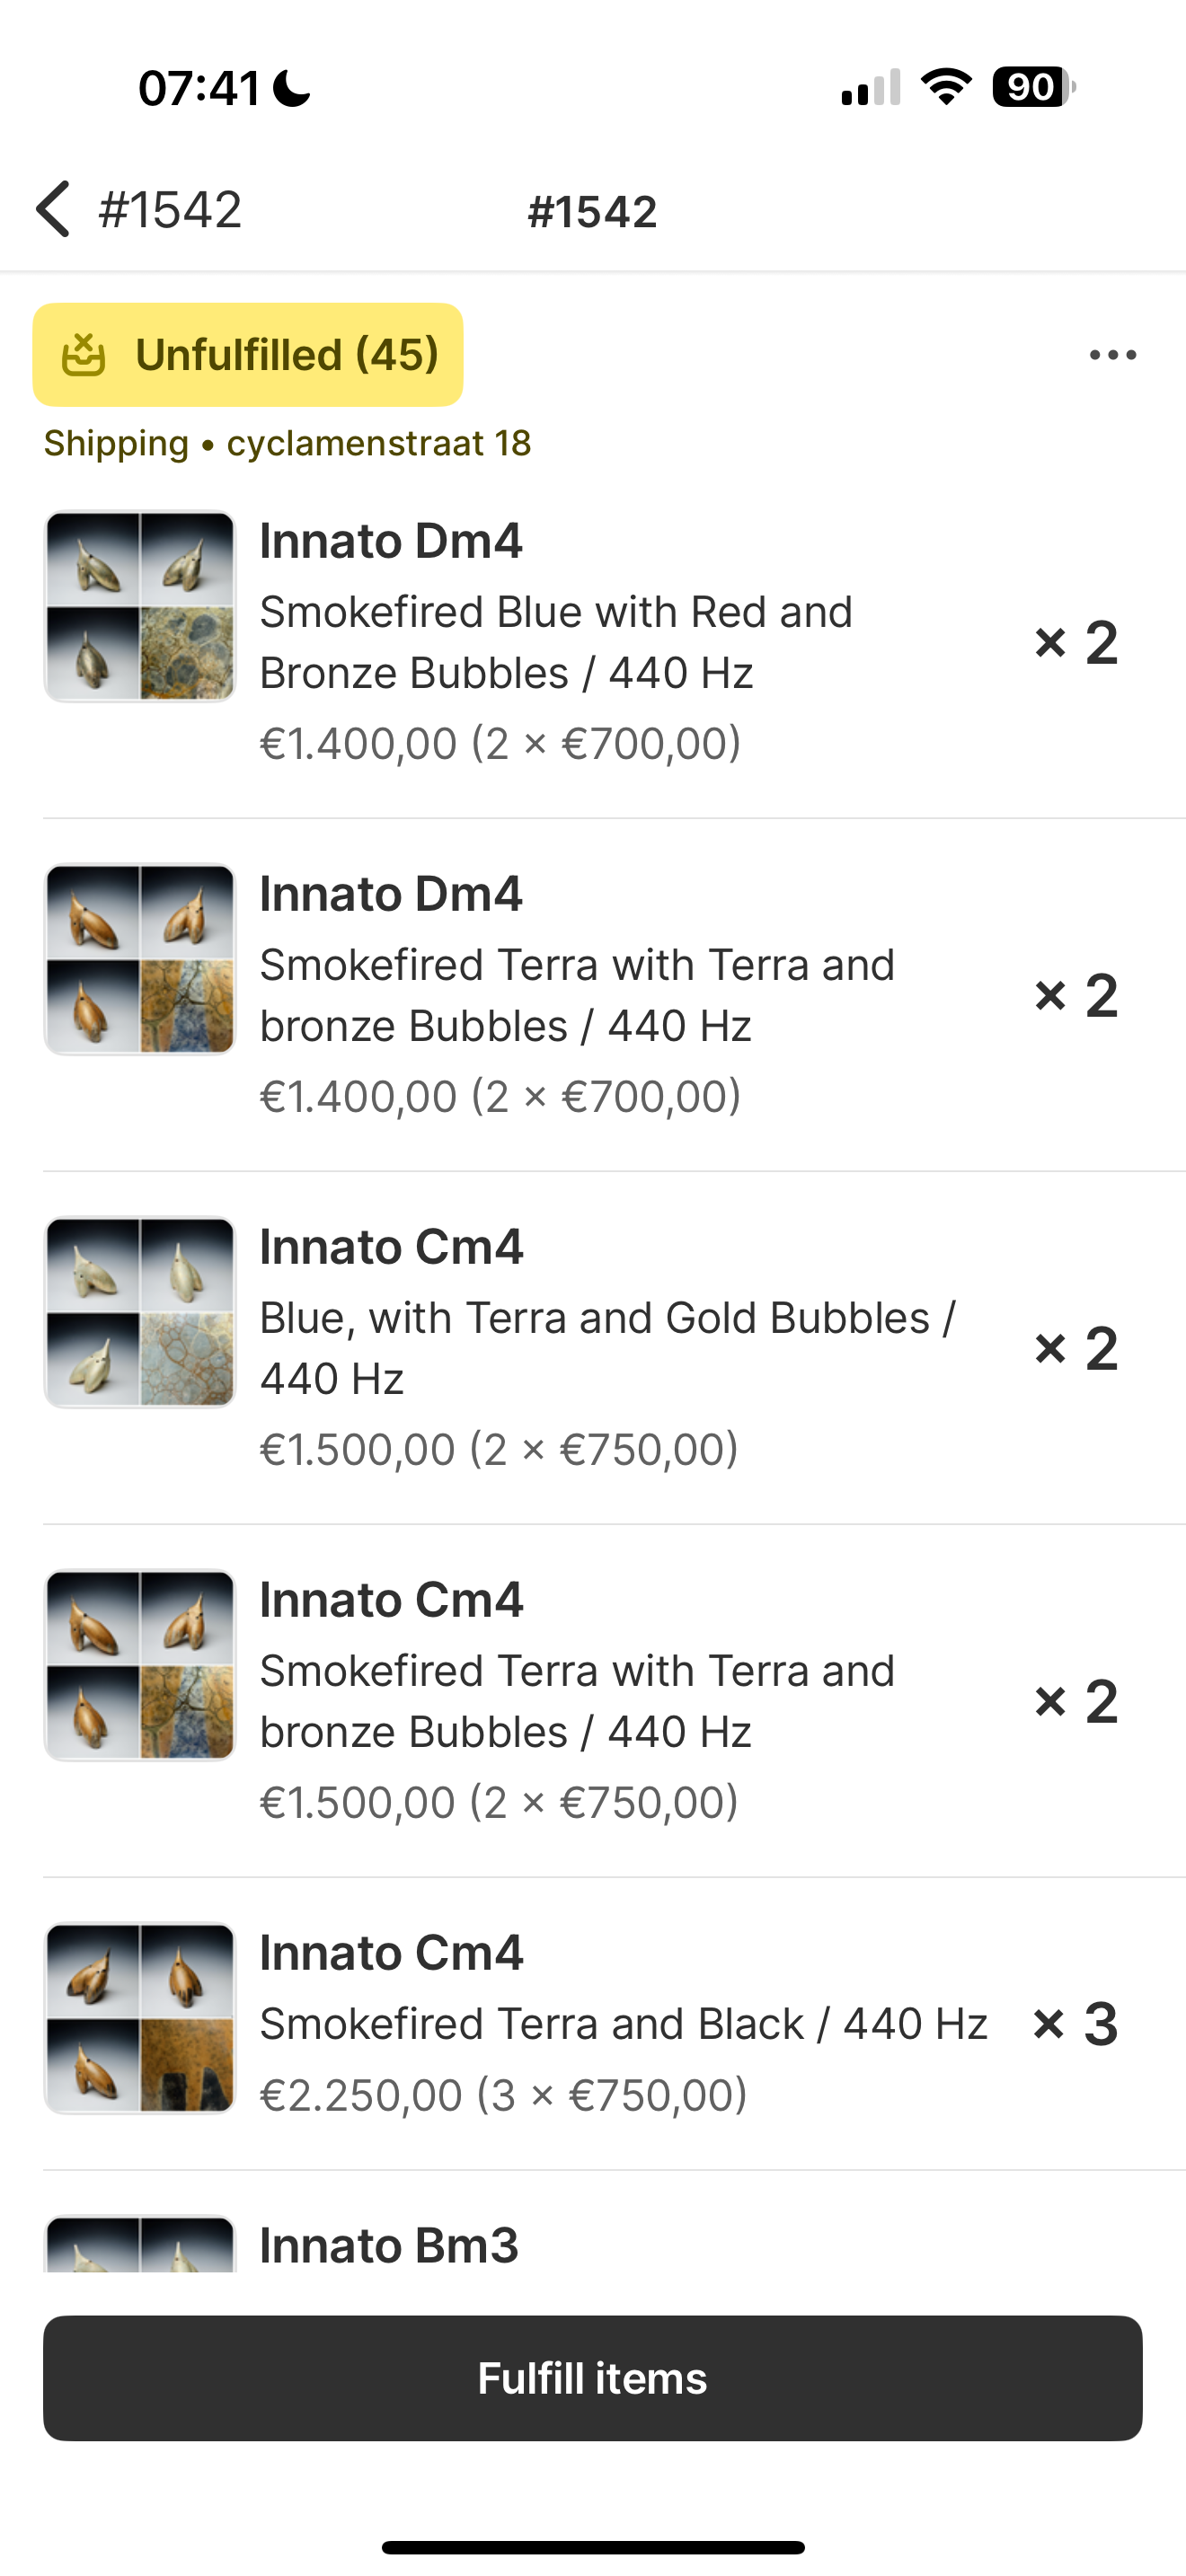 07:41
90
#1542
#1542
Unfulfilled (45)
Shipping • cyclamenstraat 18
Innato Dm4
Smokefired Blue with Red and
Bronze Bubbles / 440 Hz
× 2
€1.400,00 (2 × €700,00)
Innato Dm4
Smokefired Terra with Terra and
bronze Bubbles / 440 Hz
× 2
€1.400,00 (2 × €700,00)
Innato Cm4
Blue, with Terra and Gold Bubbles /
440 Hz
× 2
€1.500,00 (2 × €750,00)
Innato Cm4
Smokefired Terra with Terra and
bronze Bubbles / 440 Hz
× 2
€1.500,00 (2 × €750,00)
Innato Cm4
Smokefired Terra and Black / 440 Hz
× 3
€2.250,00 (3 × €750,00)
Innato Bm3
Fulfill items